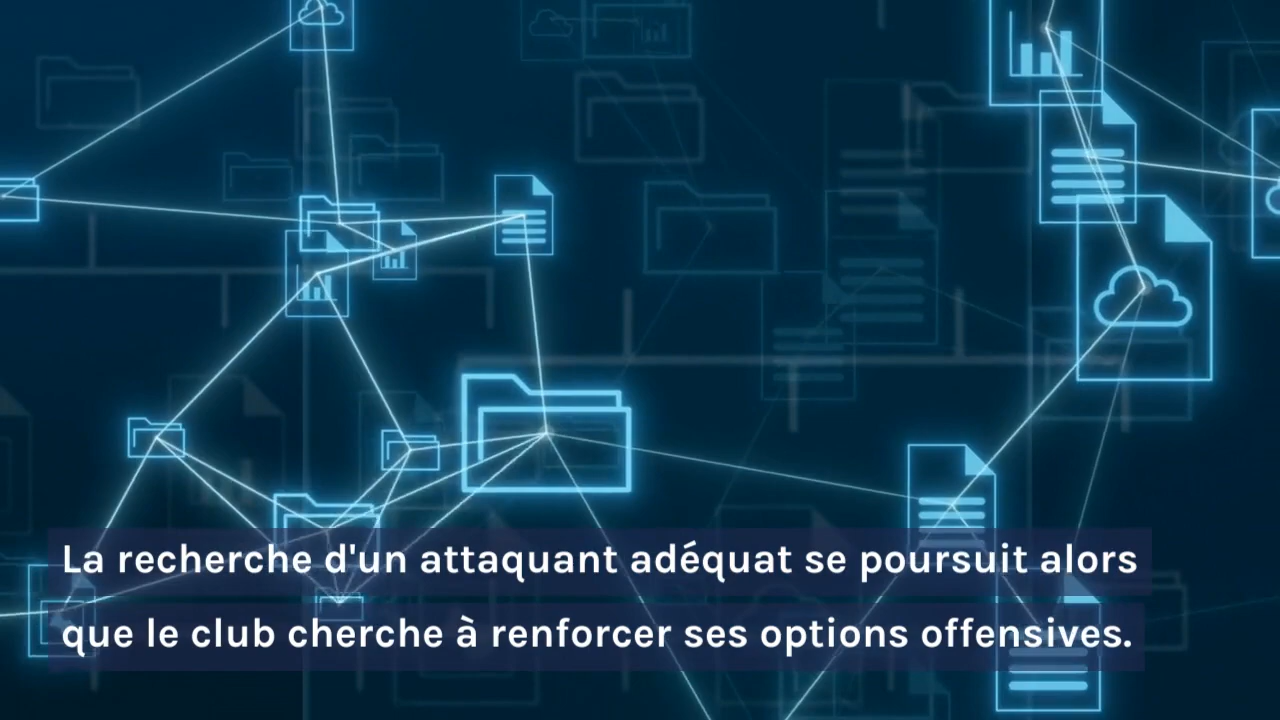 La recherche d'un attaquant adéquat se poursuit alors
que le club cherche à renforcer ses options offensives.